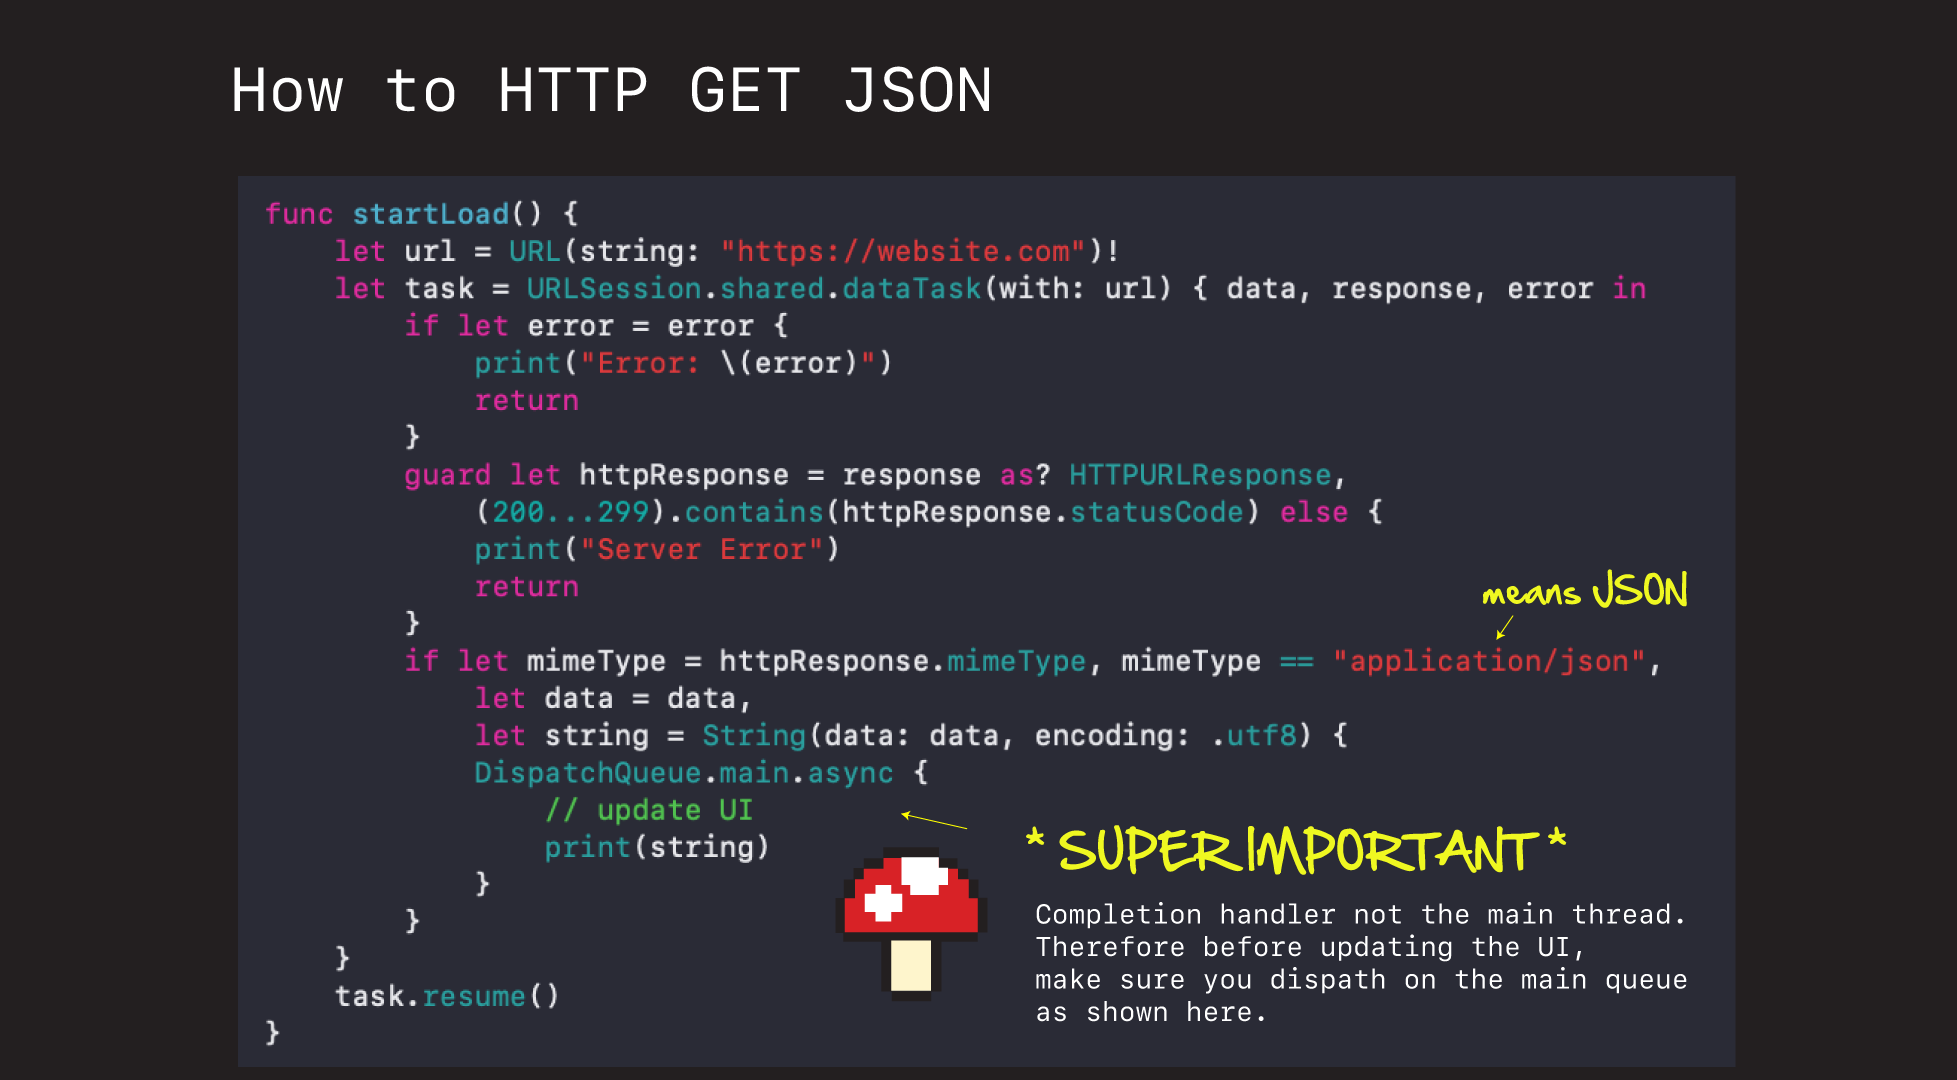 How to HTTP GET JSON
func startLoad() {
    let url = URL(string: "https://website.com")!
    let task = URLSession.shared.dataTask(with: url) { data, response, error in
        if let error = error {
            print("Error: \(error)")
            return
        }
        guard let httpResponse = response as? HTTPURLResponse,
            (200...299).contains(httpResponse.statusCode) else {
            print("Server Error")
            return
        }
means JSON
        if let mimeType = httpResponse.mimeType, mimeType == "application/json",
            let data = data,
            let string = String(data: data, encoding: .utf8) {
            DispatchQueue.main.async {
                // update UI
                print(string)
            }
        }
    }
    task.resume()
}
*SUPER IMPORTANT*
Completion handler not the main thread.
Therefore before updating the UI,
make sure you dispath on the main queue
as shown here.